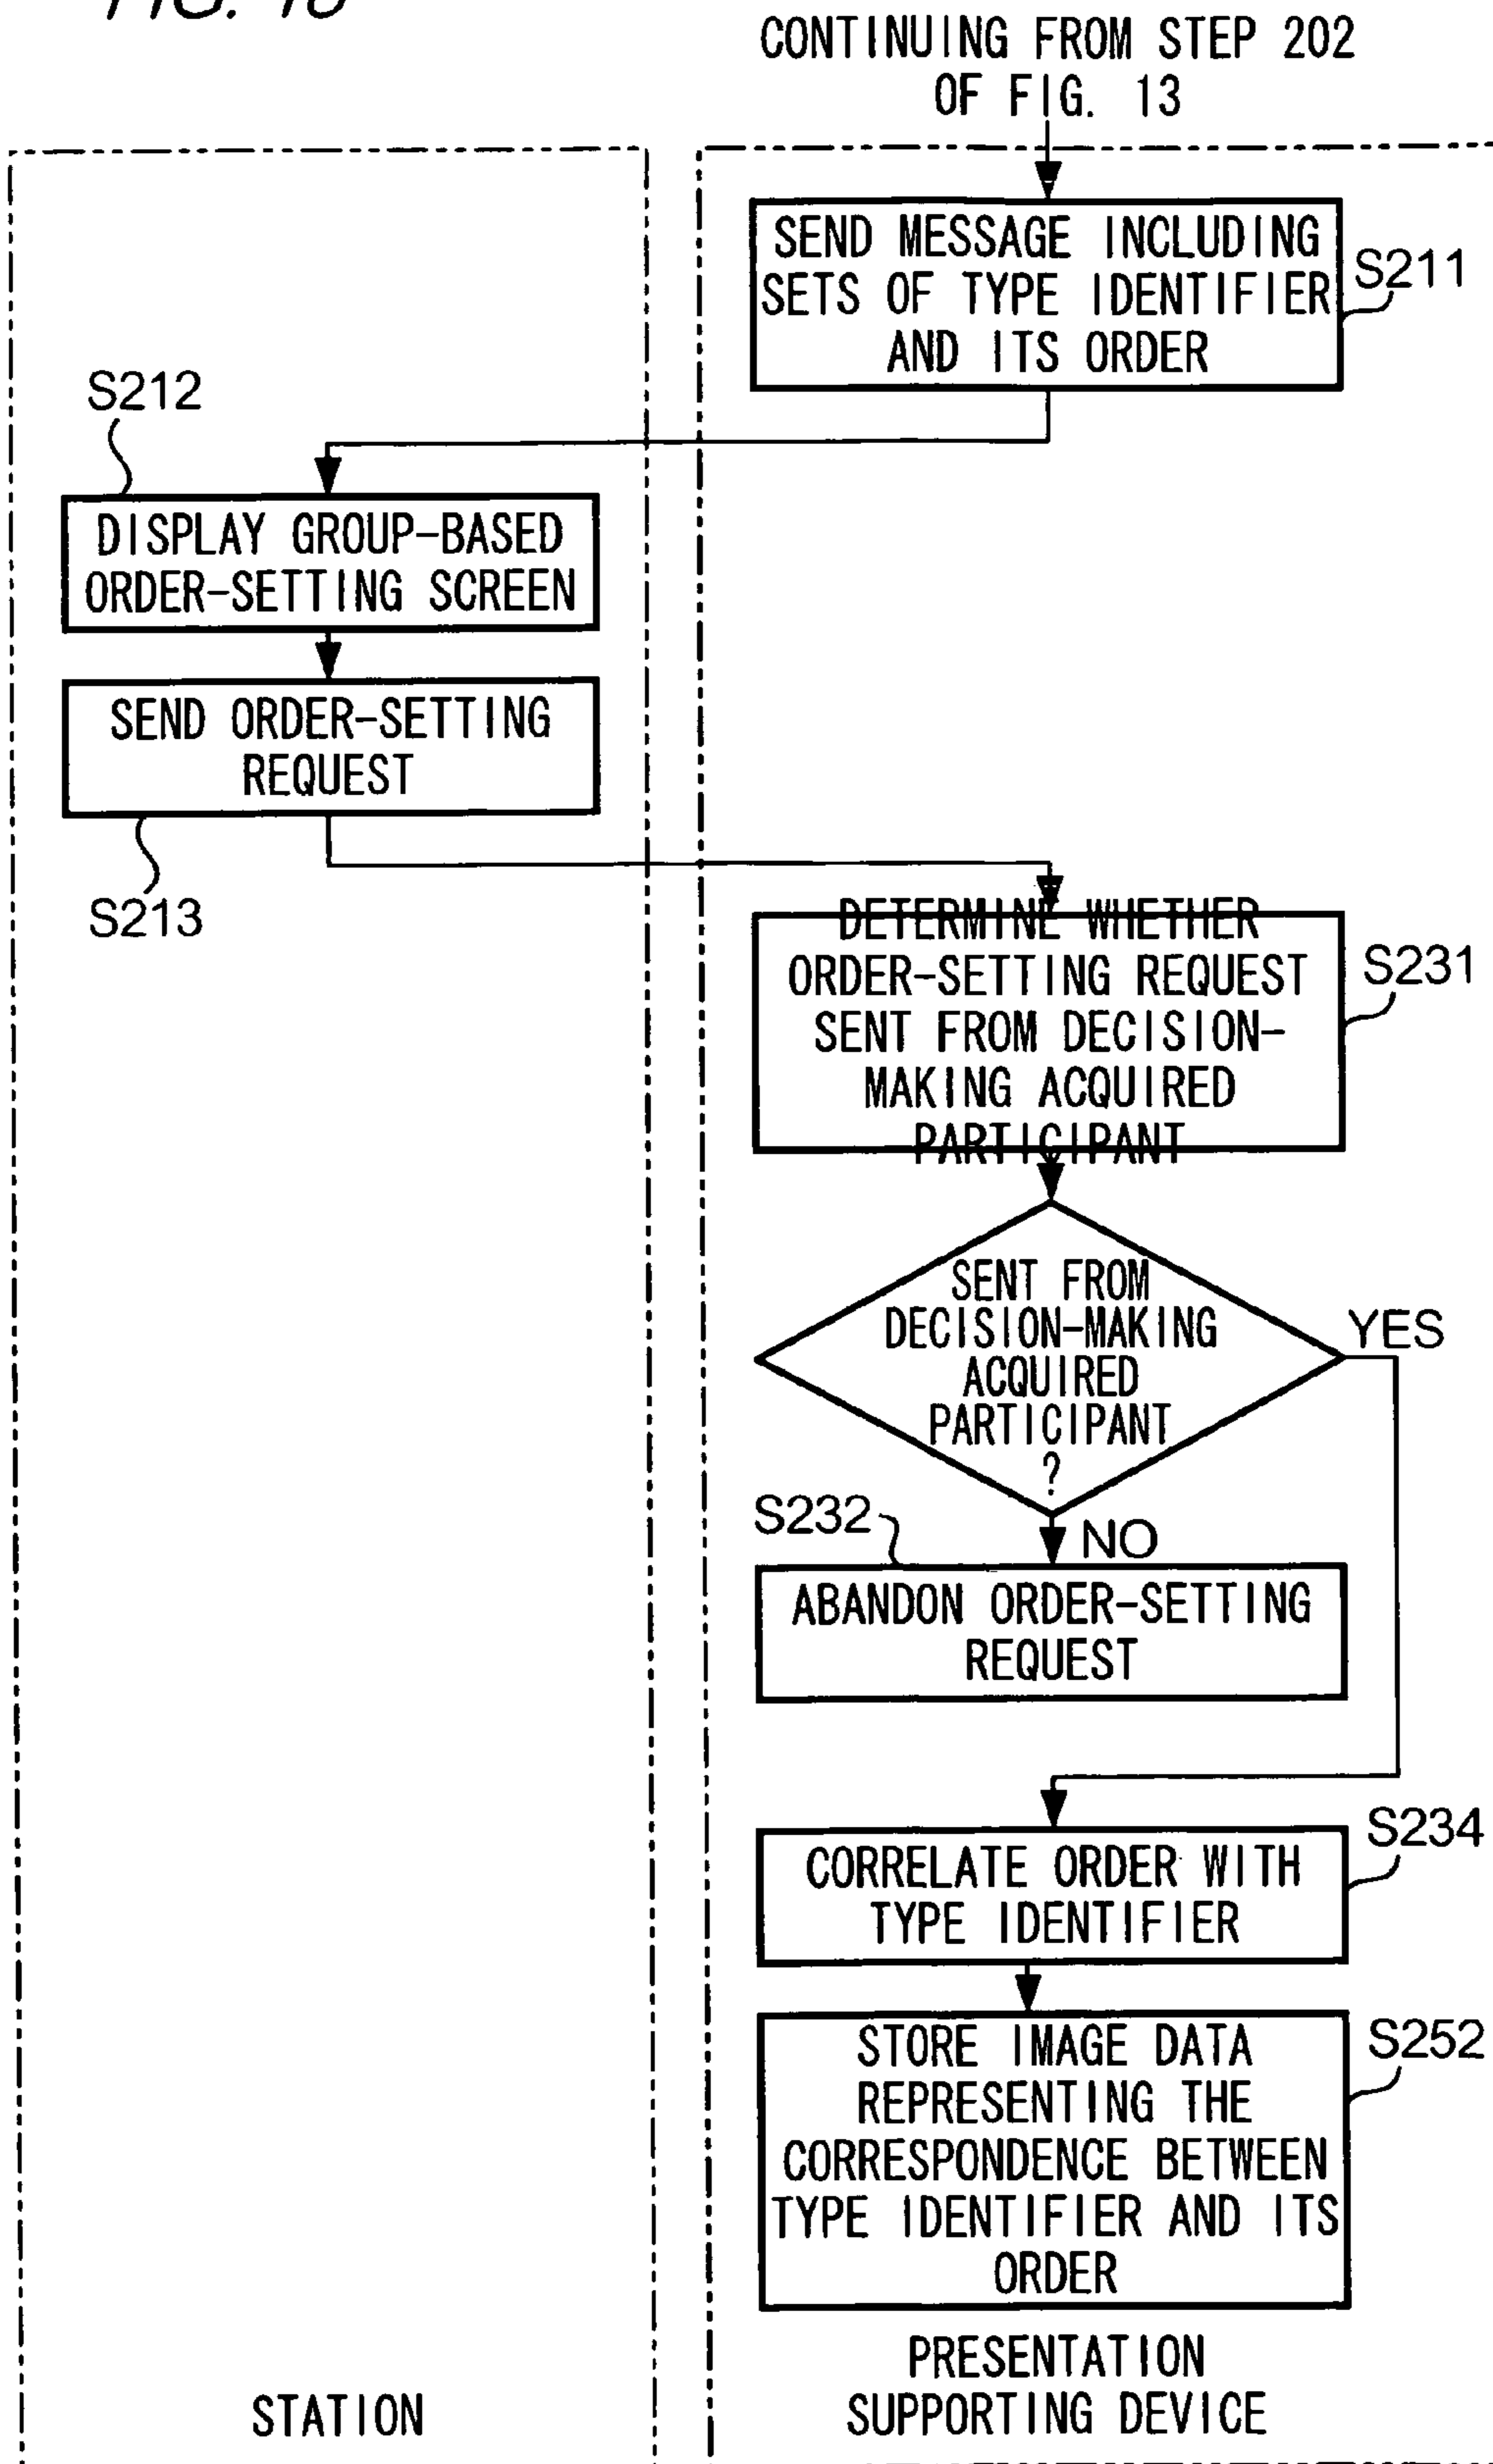 CONTINUING FROM STEP 202
OF FIG. 13
SEND MESSAGE INCLUDING
SETS OF TYPE IDENTIFIER
AND ITS ORDER
S211
S212
DISPLAY GROUP-BASED
ORDER-SETTING SCREEN
SEND ORDER-SETTING
REQUEST
S213
DETERMINE WHETHER
ORDER-SETTING REQUEST
SENT FROM DECISION-
MAKING ACQUIRED
PARTICIPANT
S231
SENT FROM
DECISION-MAKING
ACQUIRED
PARTICIPANT
?
YES
S232
NO
ABANDON ORDER-SETTING
REQUEST
CORRELATE ORDER WITH
TYPE IDENTIFIER
S234
STORE IMAGE DATA
REPRESENTING THE
CORRESPONDENCE BETWEEN
TYPE IDENTIFIER AND ITS
ORDER
S252
STATION
PRESENTATION
SUPPORTING DEVICE